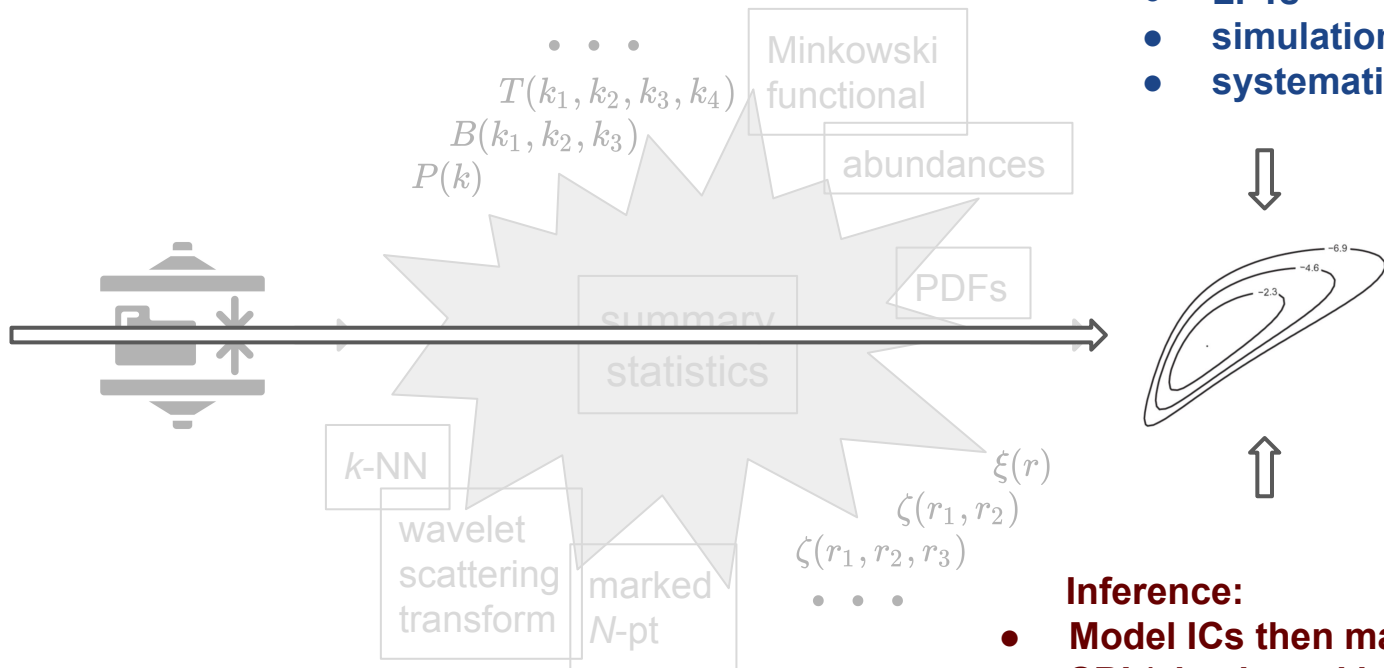 simulation
systemati
• • •
Minkowski
functional
T(k₁, k₂, k₃, k₄)
B(k₁, k₂, k₃)
P(k)
abundances
PDFs
−6.9
−4.6
−2.3
summary
statistics
k-NN
wavelet
scattering
transform
marked
N-pt
ξ(r)
ζ(r₁, r₂)
ζ(r₁, r₂, r₃)
• • •
Inference:
● Model ICs then ma